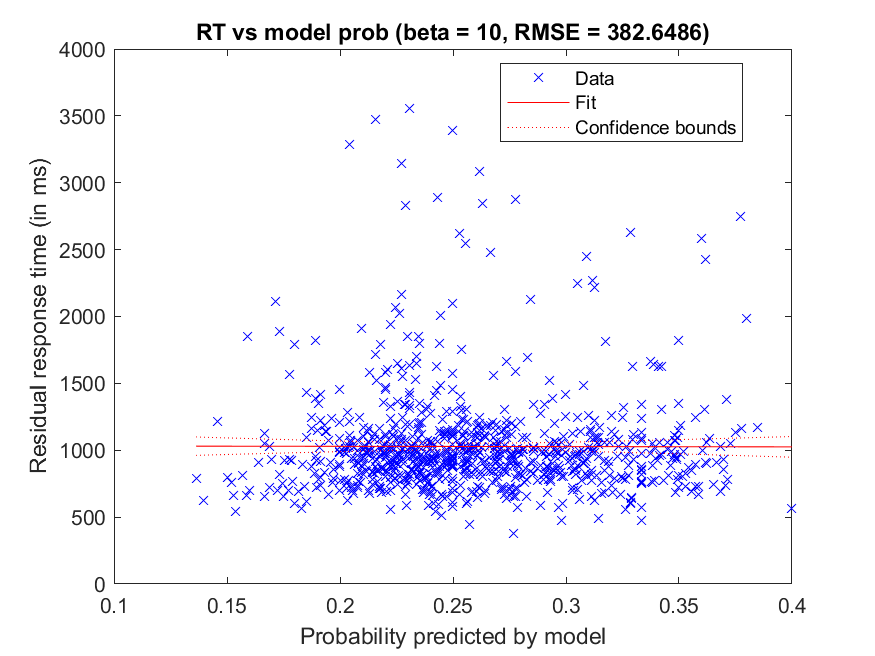 RT vs model prob (beta = 10, RMSE = 382.6486)
4000
3500
3000
2500
2000
1500
1000
500
0
Residual response time (in ms)
Data
Fit
Confidence bounds
0.1
0.15
0.2
0.25
0.3
0.35
0.4
Probability predicted by model